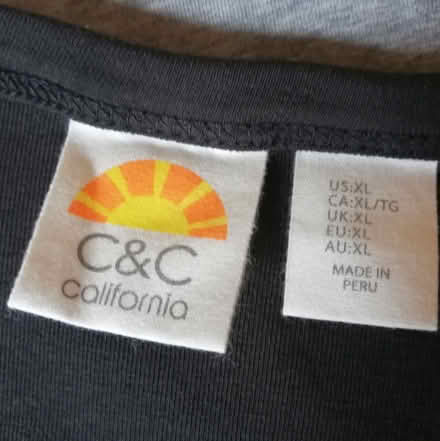 C&C
California
US:XL
CA:XL/TG
UK:XL
EU:XL
AU:XL
MADE IN
PERU